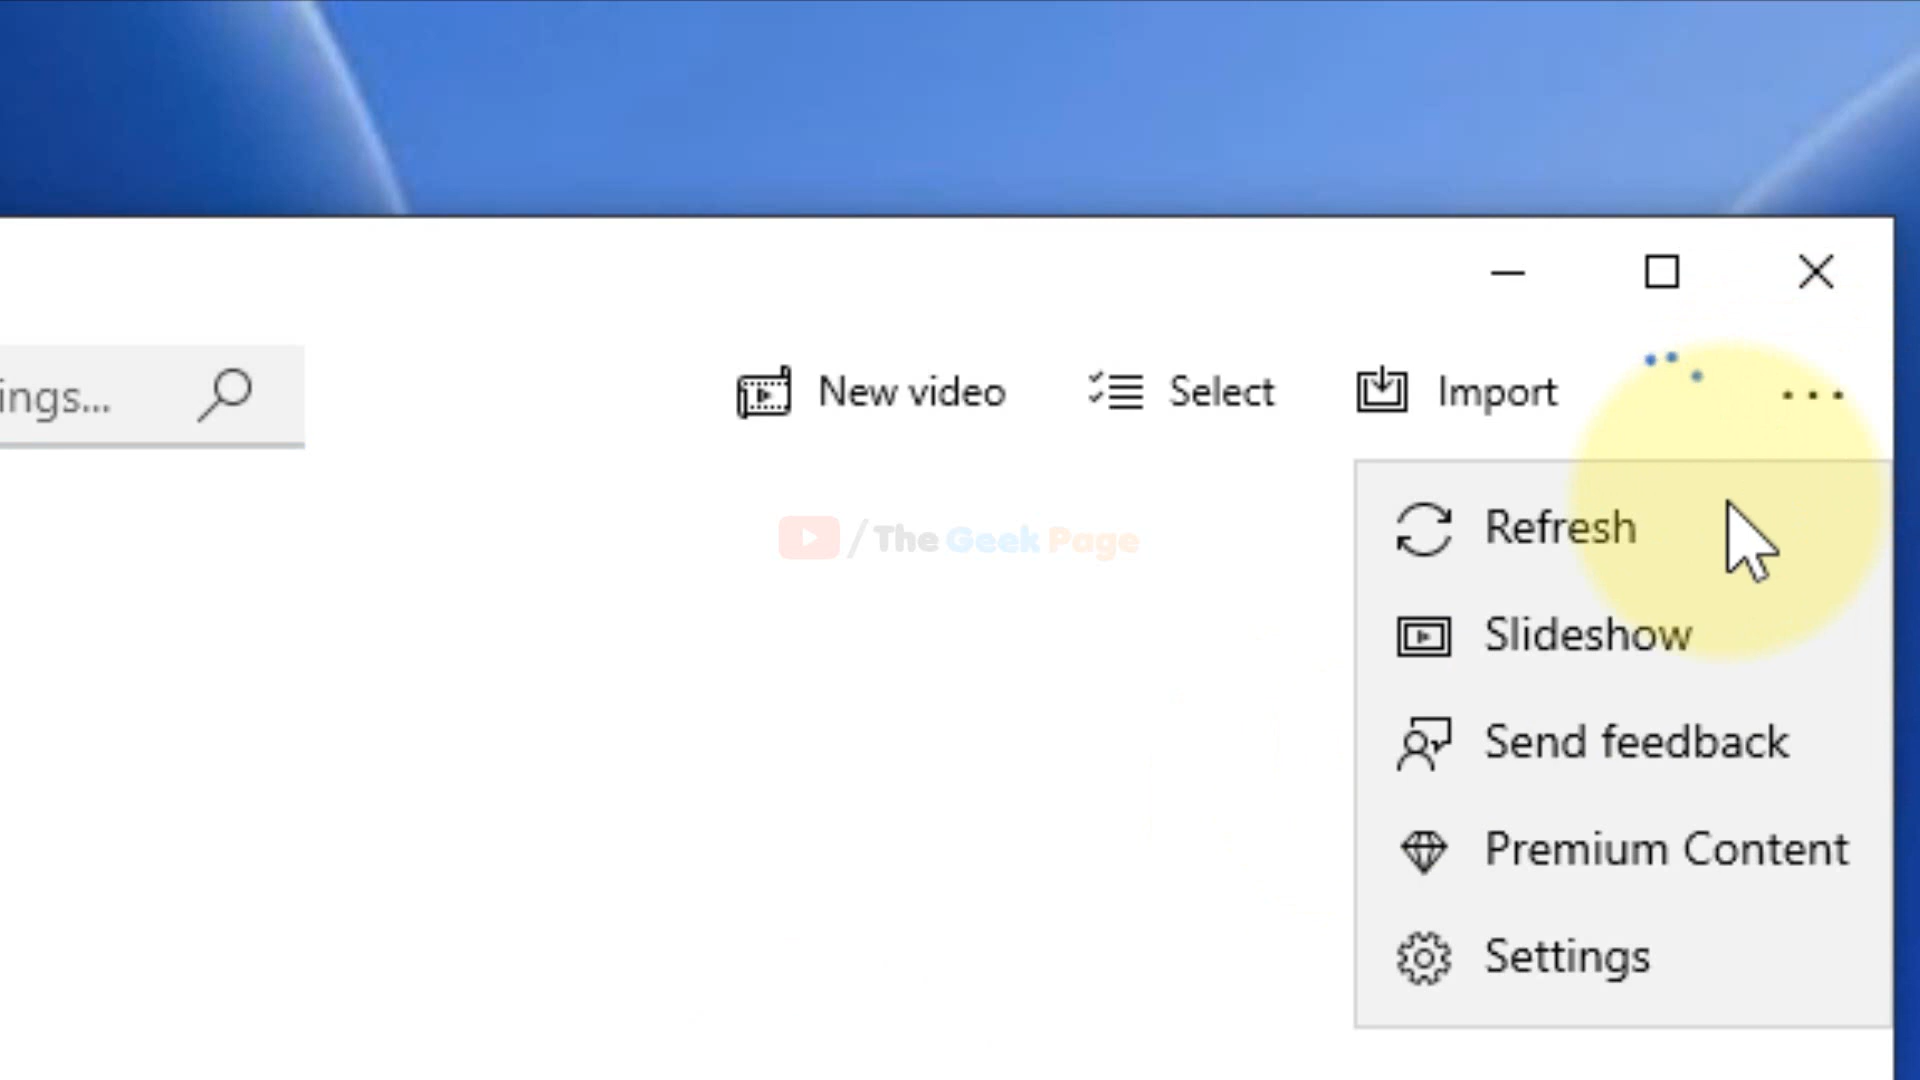 ings...
New video
Select
Import
/The Geek Page
Refresh
Slideshow
Send feedback
Premium Content
Settings